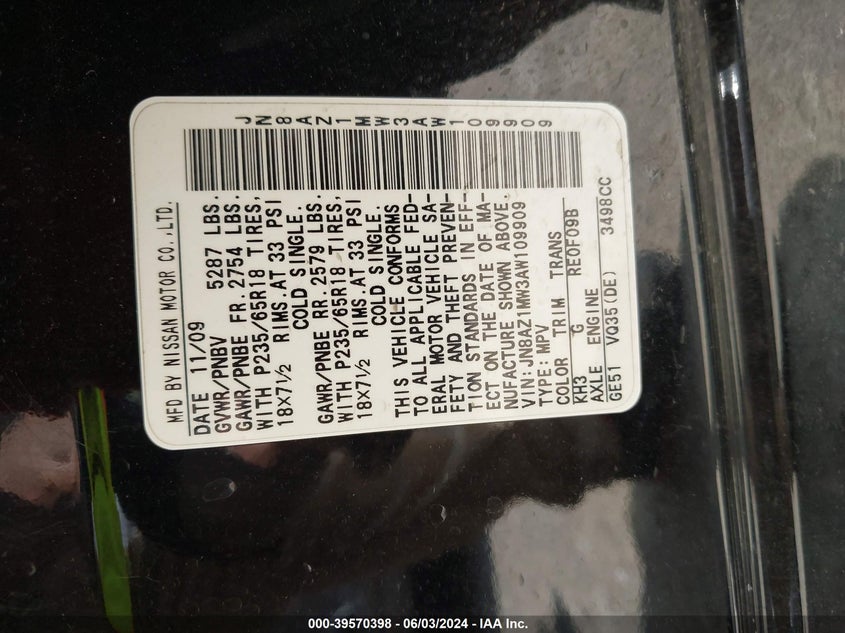 MFD BY NISSAN MOTOR CO.,LTD.
DATE 11/09
GVWR/PNBV 5287 LBS.
GAWR/PNBE FR. 2754 LBS.
WITH P235/65R18 TIRES,
18X7½ RIMS.AT 33 PSI
COLD SINGLE.
GAWR/PNBE RR. 2579 LBS.
WITH P235/65R18 TIRES,
18X7½ RIMS.AT 33 PSI
COLD SINGLE.
THIS VEHICLE CONFORMS
TO ALL APPLICABLE FED-
ERAL MOTOR VEHICLE SA-
FETY AND THEFT PREVEN-
TION STANDARDS IN EFF-
ECT ON THE DATE OF MA-
NUFACTURE SHOWN ABOVE.
VIN:JN8AZ1MW3AW109909
TYPE:MPV
COLOR TRIM TRANS
KH3 G RE0F09B
AXLE ENGINE
GE51 VQ35(DE) 3498CC
JN8AZ1MW3AW109909
000-39570398 - 06/03/2024 - IAA Inc.